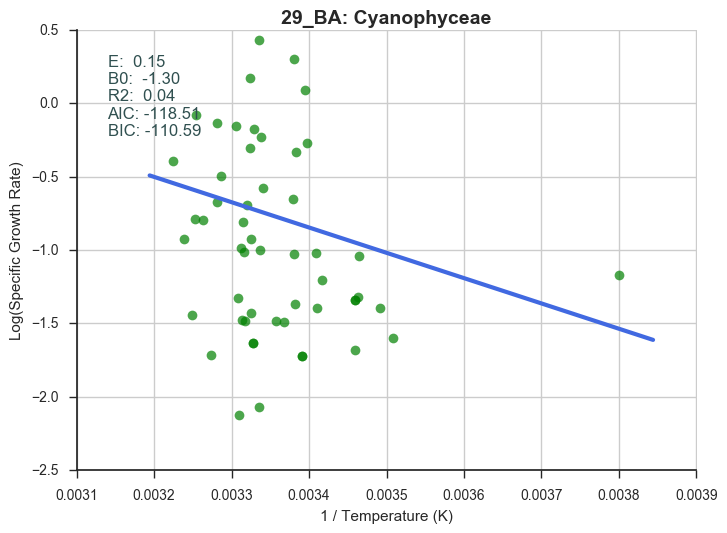 29_BA: Cyanophyceae
E:  0.15
B0:  -1.30
R2:  0.04
AIC: -118.51
BIC: -110.59
0.5
0.0
−0.5
−1.0
−1.5
−2.0
−2.5
Log(Specific Growth Rate)
0.0031 0.0032 0.0033 0.0034 0.0035 0.0036 0.0037 0.0038 0.0039
1 / Temperature (K)